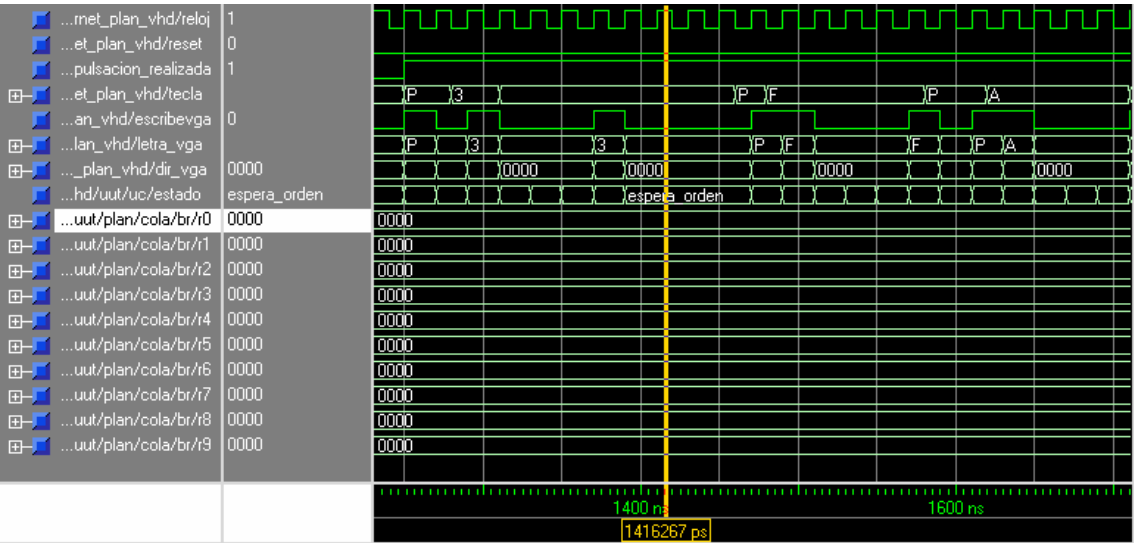 ...rnet_plan_vhd/reloj 1
...et_plan_vhd/reset 0
...pulsacion_realizada 1
...et_plan_vhd/tecla P 3 P F P A
...an_vhd/escribevga 0
...lan_vhd/letra_vga P 3 3 P F F P A
..._plan_vhd/dir_vga 0000 0000 0000 0000 0000
...hd/uut/uc/estado espera_orden espera_orden
...uut/plan/cola/br/r0 0000 0000
...uut/plan/cola/br/r1 0000 0000
...uut/plan/cola/br/r2 0000 0000
...uut/plan/cola/br/r3 0000 0000
...uut/plan/cola/br/r4 0000 0000
...uut/plan/cola/br/r5 0000 0000
...uut/plan/cola/br/r6 0000 0000
...uut/plan/cola/br/r7 0000 0000
...uut/plan/cola/br/r8 0000 0000
...uut/plan/cola/br/r9 0000 0000
1400 ns 1600 ns
1416267 ps